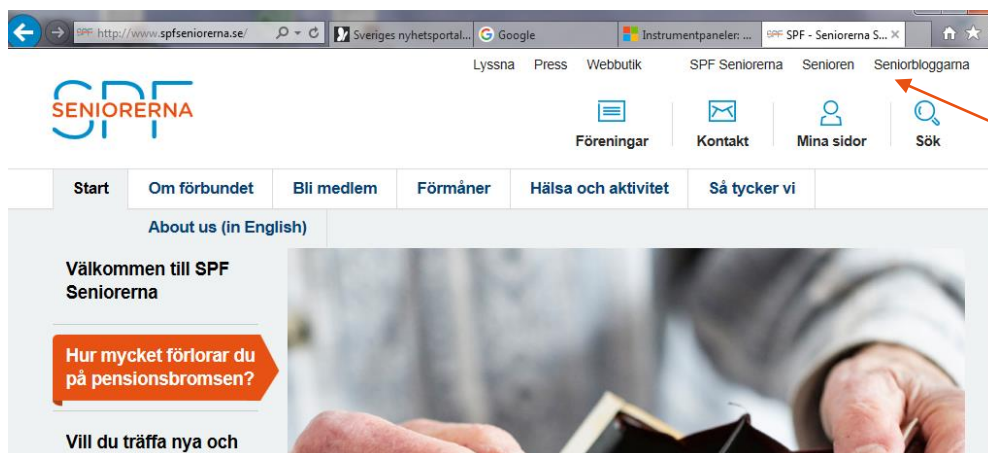 http://www.spfseniorerna.se/ Sveriges nyhetsportal... Google Instrumentpaneler: ... SPF - Seniorerna S...
Lyssna Press Webbutik SPF Seniorerna Senioren Seniorbloggarna
SPF
SENIORERNA
Föreningar Kontakt Mina sidor Sök
Start Om förbundet Bli medlem Förmåner Hälsa och aktivitet Så tycker vi
About us (in English)
Välkommen till SPF
Seniorerna
Hur mycket förlorar du
på pensionsbromsen?
Vill du träffa nya och